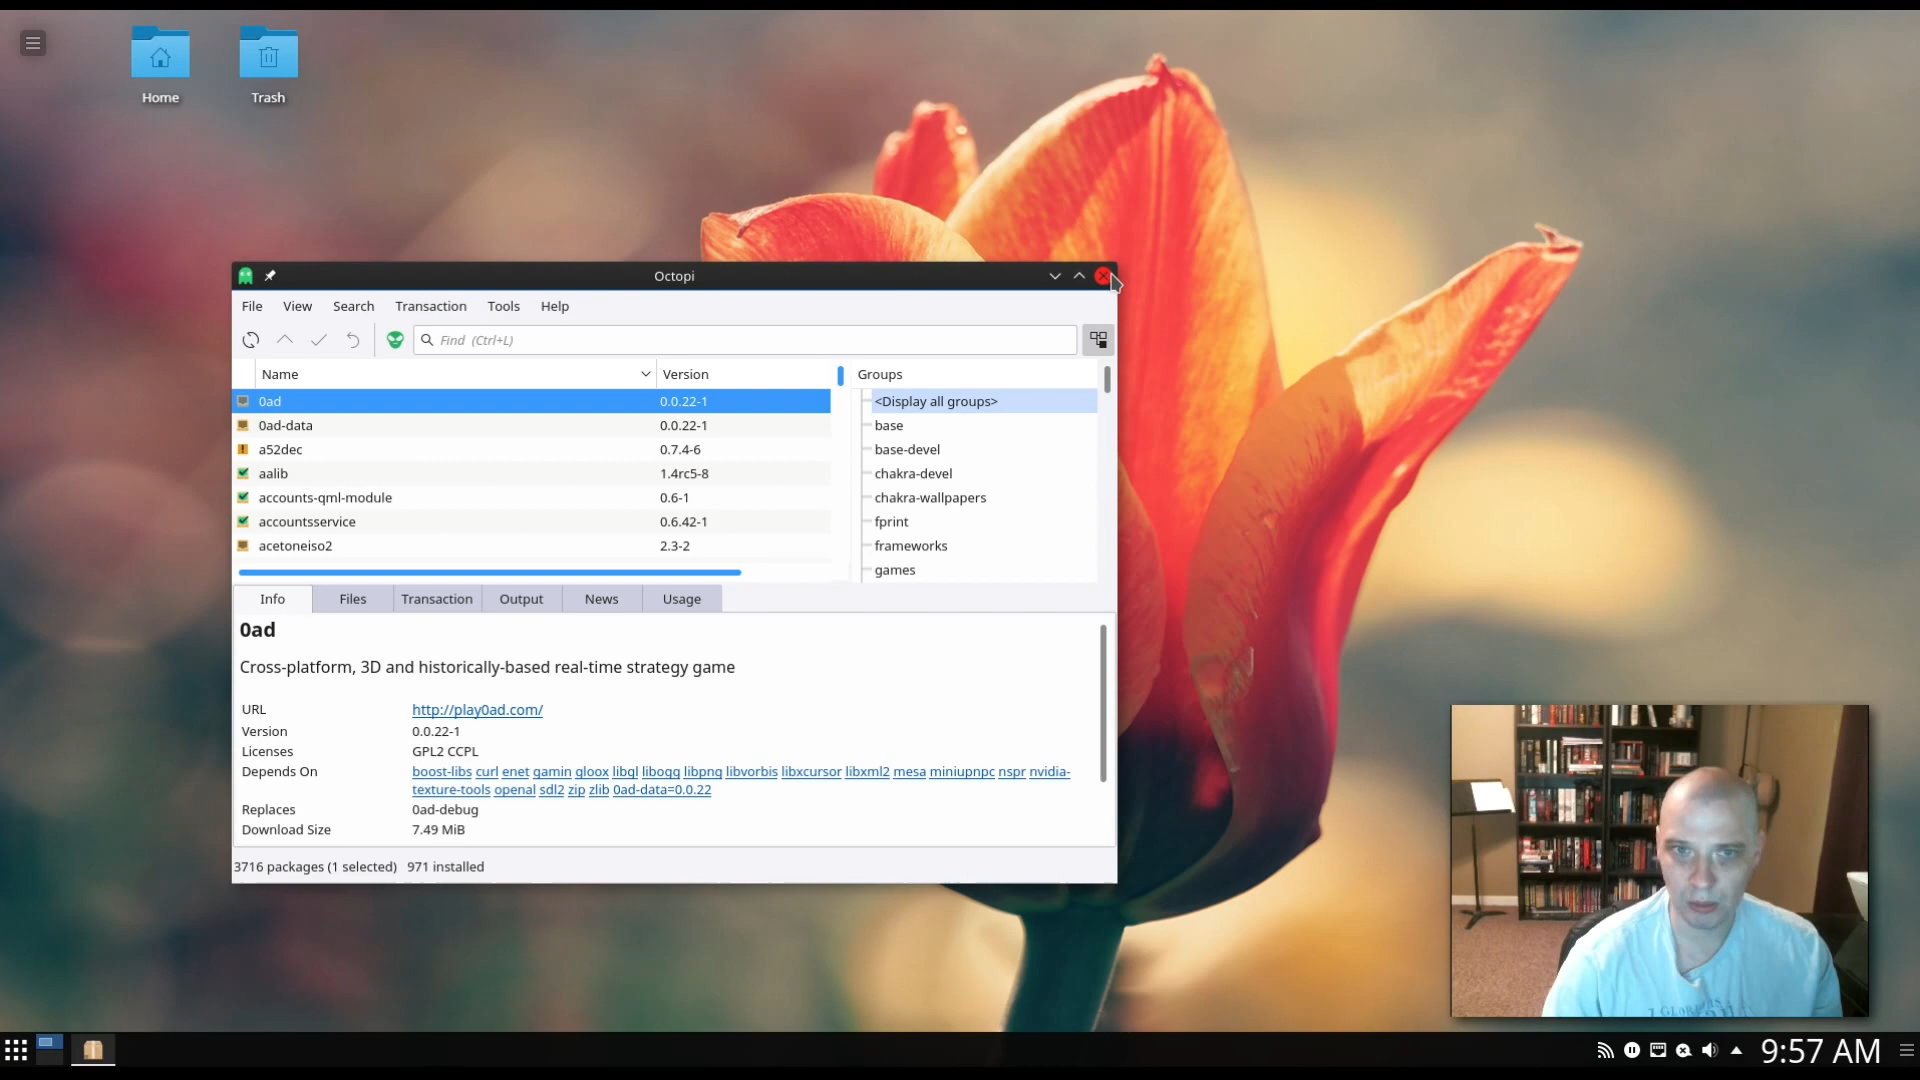 Home
Trash
Octopi
File View Search Transaction Tools Help
Find (Ctrl+L)
Name Version Groups
0ad 0.0.22-1 <Display all groups>
0ad-data 0.0.22-1 base
a52dec 0.7.4-6 base-devel
aalib 1.4rc5-8 chakra-devel
accounts-qml-module 0.6-1 chakra-wallpapers
accountsservice 0.6.42-1 fprint
acetoneiso2 2.3-2 frameworks
games
Info Files Transaction Output News Usage
0ad
Cross-platform, 3D and historically-based real-time strategy game
URL http://play0ad.com/
Version 0.0.22-1
Licenses GPL2 CCPL
Depends On boost-libs curl enet gamin gloox libgl libogg libpng libvorbis libxcursor libxml2 mesa miniupnpc nspr nvidia-
texture-tools openal sdl2 zip zlib 0ad-data=0.0.22
Replaces 0ad-debug
Download Size 7.49 MiB
3716 packages (1 selected) 971 installed
9:57 AM